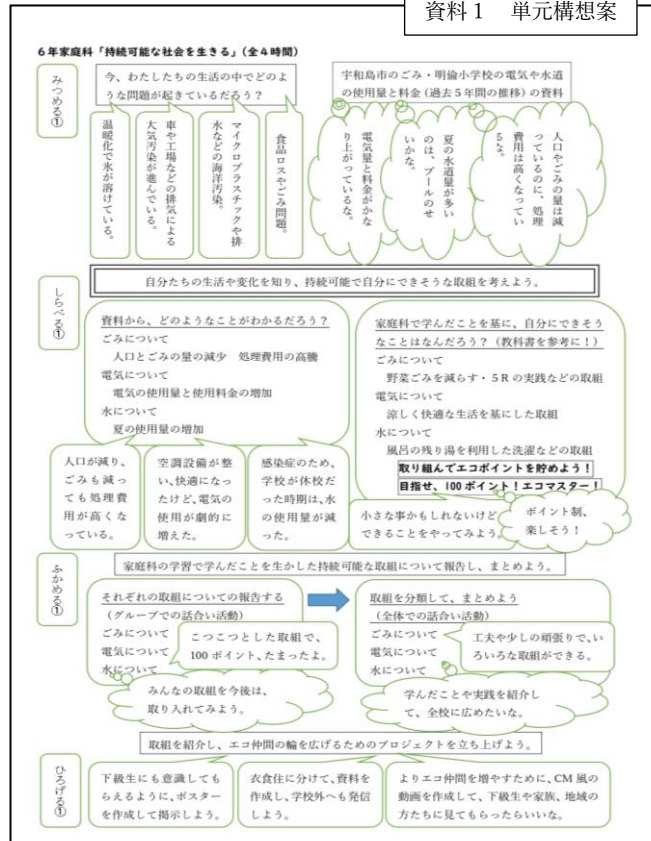 資料1 単元構想案
6年家庭科「持続可能な社会を生きる」(全4時間)
みつめる①
今、わたしたちの生活の中でどのよ
うな問題が起きているだろう?
温暖化で氷が溶けている。
車や工場などの排気による
大気汚染が進んでいる。
マイクロプラスチックや排
水などの海洋汚染。
食品ロスやごみ問題。
宇和島市のごみ・明倫小学校の電気や水道
の使用量と料金(過去5年間の推移)の資料
電気量と料金がかな
り上がっているな。
夏の水道量が多い
のは、プールのせ
いかな。
人口やごみの量は減
っているのに、処理
費用は高くなってい
るな。
自分たちの生活や変化を知り、持続可能で自分にできそうな取組を考えよう。
しらべる①
資料から、どのようなことがわかるだろう?
ごみについて
人口とごみの量の減少 処理費用の高騰
電気について
電気の使用量と使用料金の増加
水について
夏の使用量の増加
人口が減り、
ごみも減っ
ても処理費
用が高くな
っている。
空調設備が整
い、快適になっ
たけど、電気の
使用が劇的に
増えた。
感染症のため、
学校が休校だ
った時期は、水
の使用量が減
った。
家庭科で学んだことを基に、自分にできそう
なことはなんだろう?(教科書を参考に!)
ごみについて
野菜ごみを減らす・5Rの実践などの取組
電気について
涼しく快適な生活を基にした取組
水について
風呂の残り湯を利用した洗濯などの取組
取り組んでエコポイントを貯めよう!
目指せ、100ポイント!エコマスター!
小さな事かもしれないけど
できることをやってみよう。
ポイント制、
楽しそう!
家庭科の学習で学んだことを生かした持続可能な取組について報告し、まとめよう。
ふかめる①
それぞれの取組についての報告する
(グループでの話合い活動)
ごみについて
電気について
水について
こつこつとした取組で、
100ポイント、たまったよ。
みんなの取組を今後は、
取り入れてみよう。
取組を分類して、まとめよう
(全体での話合い活動)
ごみについて
電気について
水について
工夫や少しの頑張りで、い
ろいろな取組ができる。
学んだことや実践を紹介し
て、全校に広めたいな。
取組を紹介し、エコ仲間の輪を広げるためのプロジェクトを立ち上げよう。
ひろげる①
下級生にも意識しても
らえるように、ポスター
を作成して掲示しよう。
衣食住に分けて、資料を
作成し、学校外へも発信
しよう。
よりエコ仲間を増やすために、CM風の
動画を作成して、下級生や家族、地域の
方たちに見てもらったらいいな。